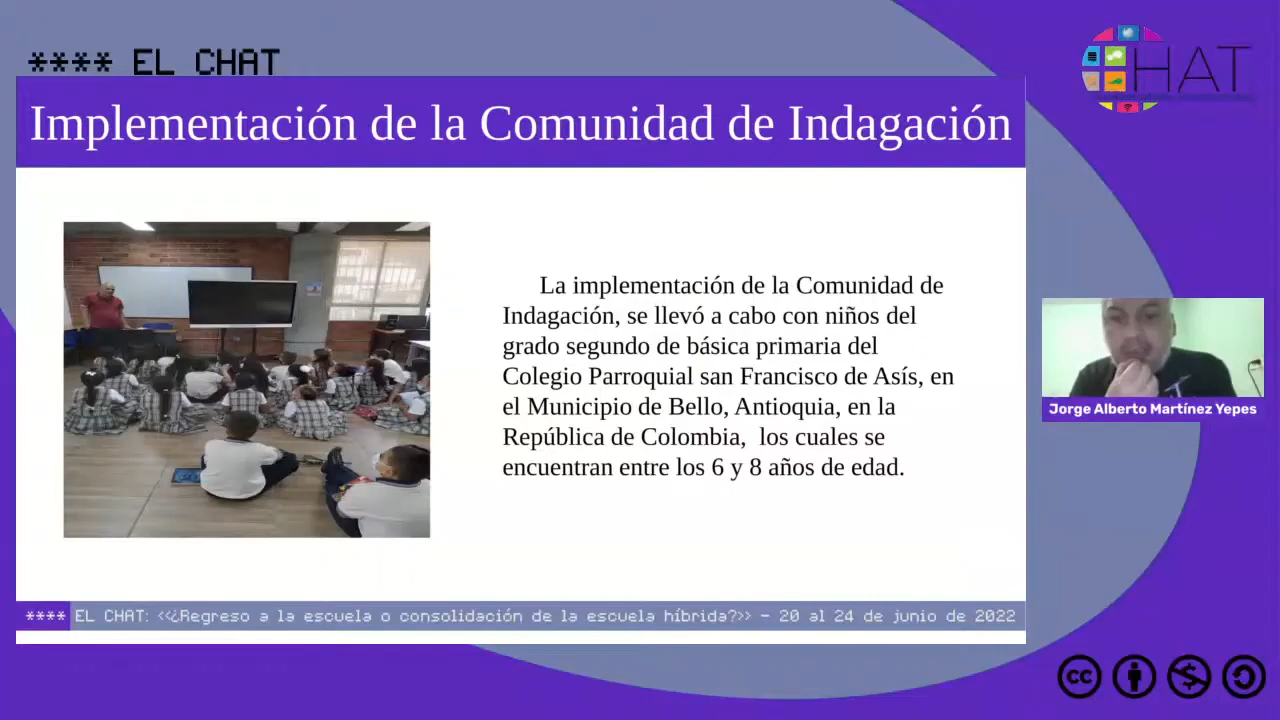 **** EL CHAT
HAT
Implementación de la Comunidad de Indagación
La implementación de la Comunidad de
Indagación, se llevó a cabo con niños del
grado segundo de básica primaria del
Colegio Parroquial san Francisco de Asís, en
el Municipio de Bello, Antioquia, en la
República de Colombia, los cuales se
encuentran entre los 6 y 8 años de edad.
Jorge Alberto Martínez Yepes
**** EL CHAT: <<¿Regreso a la escuela o consolidación de la escuela híbrida?>> - 20 al 24 de junio de 2022
cc